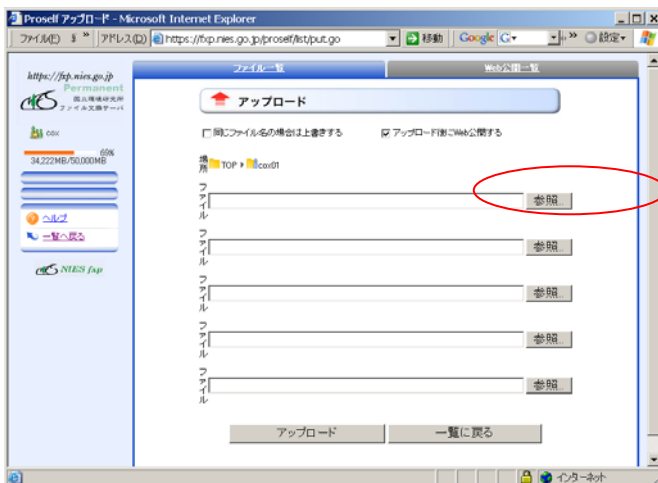 Proself アップロード - Microsoft Internet Explorer
ファイル(F) » アドレス(D) https://fxp.nies.go.jp/proself/list/put.go 移動 Google G » 設定
https://fxp.nies.go.jp
Permanent
国立環境研究所
ファイル交換サーバ
cox
69%
34,222MB/50,000MB
ヘルプ
一覧へ戻る
NIES fxp
ファイル一覧 Web公開一覧
アップロード
同じファイル名の場合は上書きする アップロード後にWeb公開する
場所 TOP cox01
ファイル 参照...
ファイル 参照...
ファイル 参照...
ファイル 参照...
ファイル 参照...
アップロード 一覧に戻る
インターネット